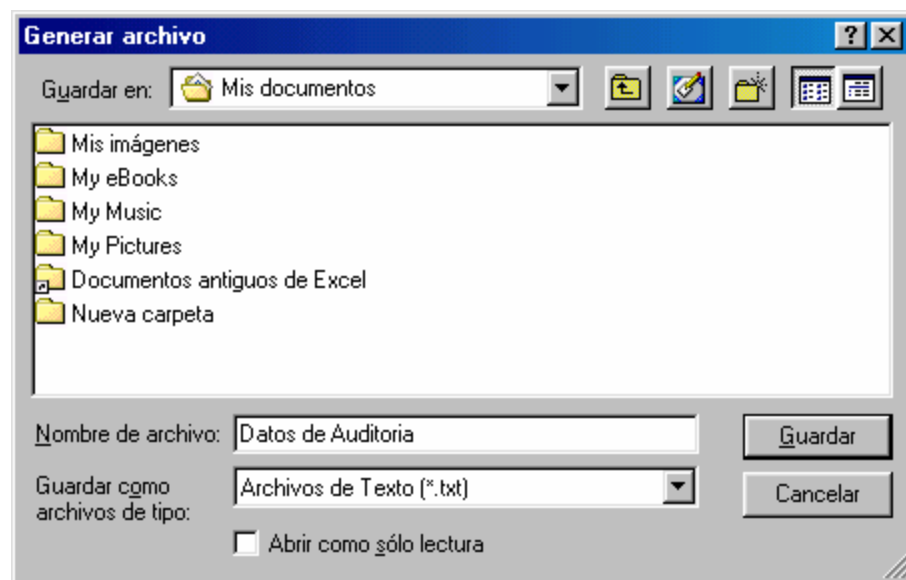 Generar archivo
Guardar en: Mis documentos
Mis imágenes
My eBooks
My Music
My Pictures
Documentos antiguos de Excel
Nueva carpeta
Nombre de archivo: Datos de Auditoria Guardar
Guardar como archivos de tipo: Archivos de Texto (*.txt) Cancelar
Abrir como sólo lectura